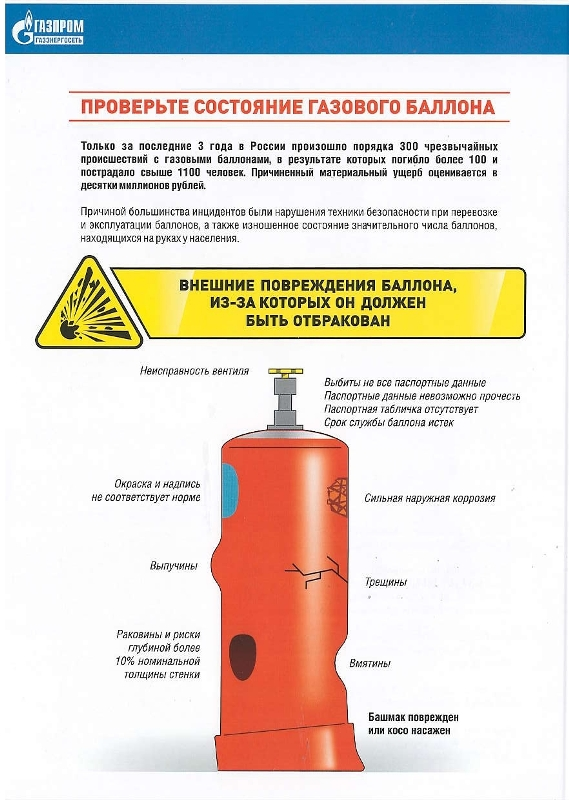 ГАЗПРОМ
ГАЗЭНЕРГОСЕТЬ
ПРОВЕРЬТЕ СОСТОЯНИЕ ГАЗОВОГО БАЛЛОНА
Только за последние 3 года в России произошло порядка 300 чрезвычайных
происшествий с газовыми баллонами, в результате которых погибло более 100 и
пострадало свыше 1100 человек. Причиненный материальный ущерб оценивается в
десятки миллионов рублей.
Причиной большинства инцидентов были нарушения техники безопасности при перевозке
и эксплуатации баллонов, а также изношенное состояние значительного числа баллонов,
находящихся на руках у населения.
ВНЕШНИЕ ПОВРЕЖДЕНИЯ БАЛЛОНА,
ИЗ-ЗА КОТОРЫХ ОН ДОЛЖЕН
БЫТЬ ОТБРАКОВАН
Неисправность вентиля
Выбиты не все паспортные данные
Паспортные данные невозможно прочесть
Паспортная табличка отсутствует
Срок службы баллона истек
Окраска и надпись
не соответствует норме
Сильная наружная коррозия
Выпучины
Трещины
Раковины и риски
глубиной более
10% номинальной
толщины стенки
Вмятины
Башмак поврежден
или косо насажен